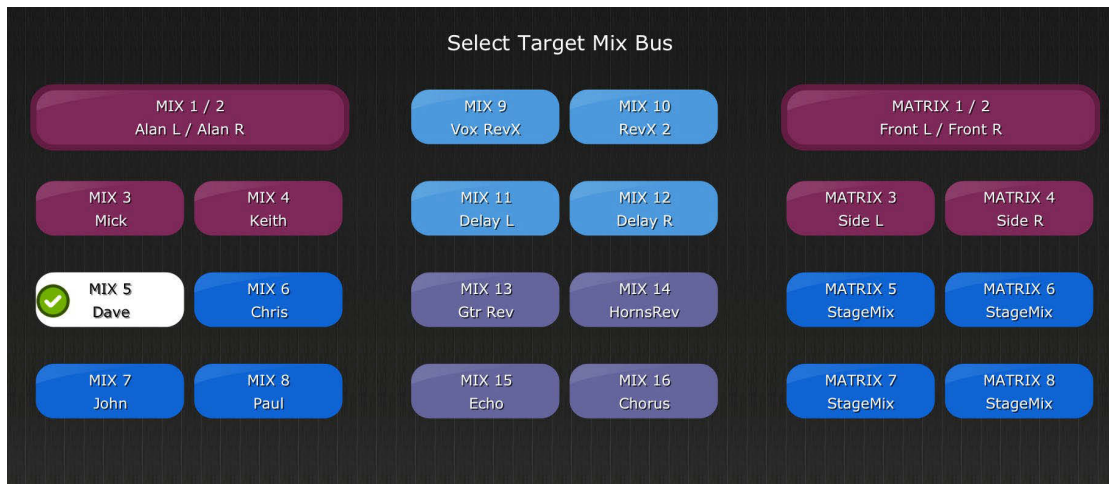 Select Target Mix Bus
MIX 1 / 2
Alan L / Alan R
MIX 9
Vox RevX
MIX 10
RevX 2
MATRIX 1 / 2
Front L / Front R
MIX 3
Mick
MIX 4
Keith
MIX 11
Delay L
MIX 12
Delay R
MATRIX 3
Side L
MATRIX 4
Side R
MIX 5
Dave
MIX 6
Chris
MIX 13
Gtr Rev
MIX 14
HornsRev
MATRIX 5
StageMix
MATRIX 6
StageMix
MIX 7
John
MIX 8
Paul
MIX 15
Echo
MIX 16
Chorus
MATRIX 7
StageMix
MATRIX 8
StageMix